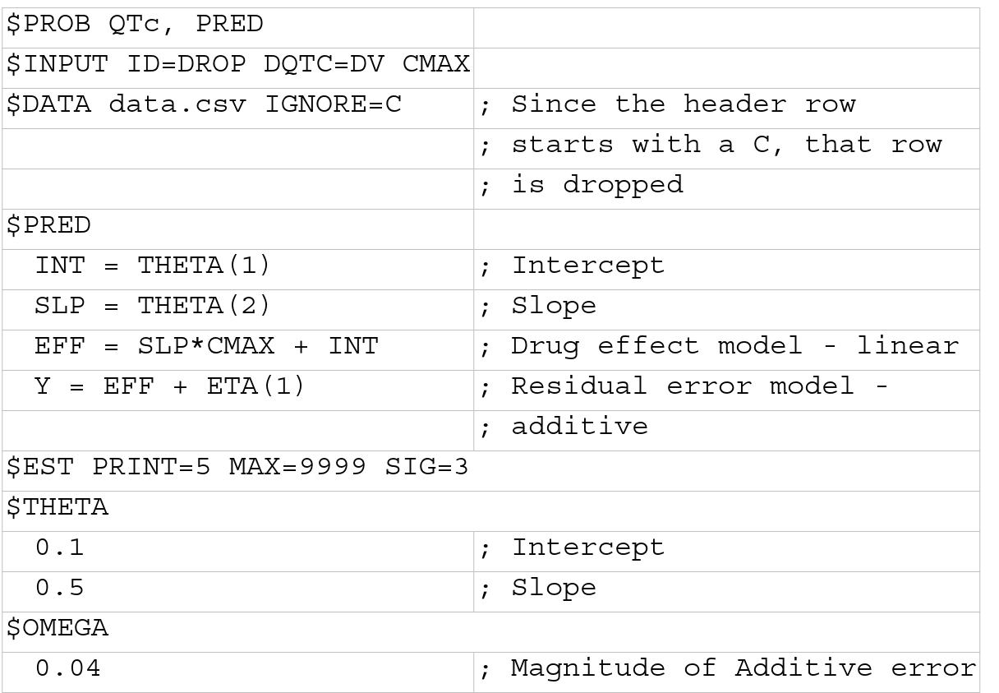 $PROB QTc, PRED
$INPUT ID=DROP DQTC=DV CMAX
$DATA data.csv IGNORE=C ; Since the header row
; starts with a C, that row
; is dropped
$PRED
INT = THETA(1) ; Intercept
SLP = THETA(2) ; Slope
EFF = SLP*CMAX + INT ; Drug effect model - linear
Y = EFF + ETA(1) ; Residual error model -
; additive
$EST PRINT=5 MAX=9999 SIG=3
$THETA
0.1 ; Intercept
0.5 ; Slope
$OMEGA
0.04 ; Magnitude of Additive error